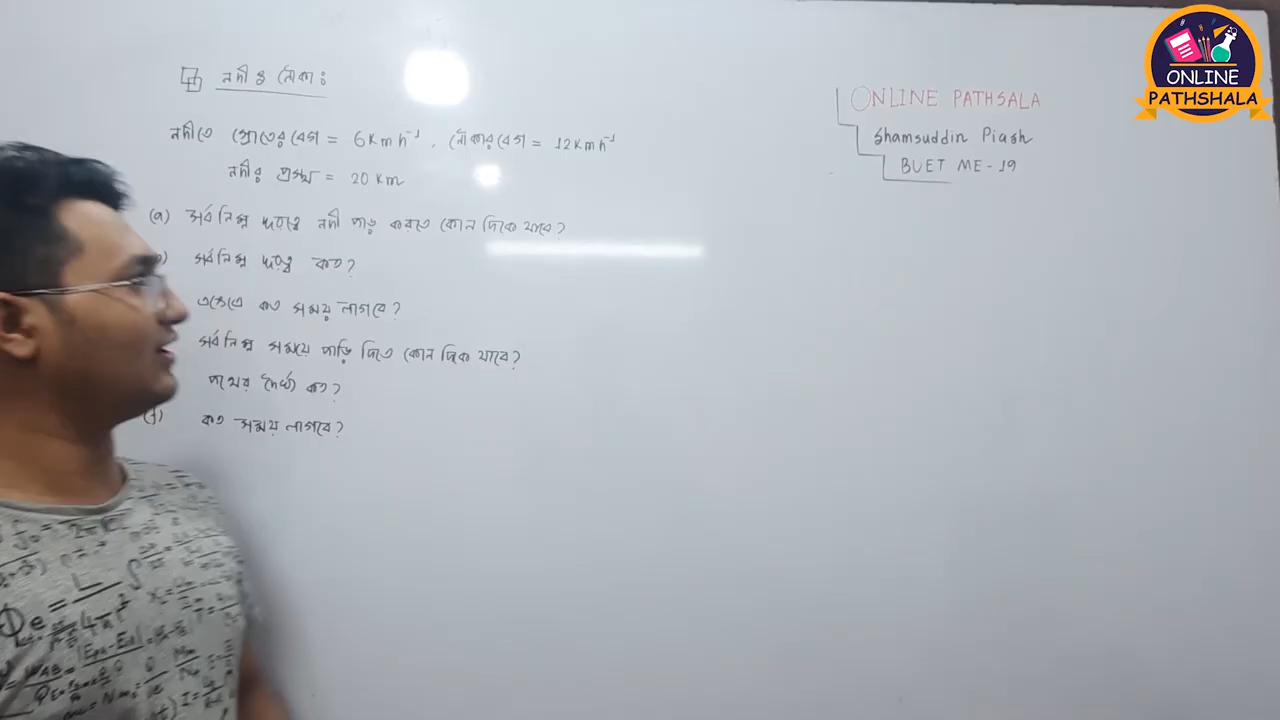 নদী ও নৌকা :
নদীতে স্রোতের বেগ = 6 Km h⁻¹ , নৌকার বেগ = 12 Km h⁻¹
নদীর প্রস্থ = 20 Km
(a) সর্বনিম্ন দূরত্বে নদী পাড় করতে কোন দিকে যাবে?
) সর্বনিম্ন দূরত্ব কত?
এক্ষেত্রে কত সময় লাগবে?
সর্বনিম্ন সময়ে পাড়ি দিতে কোন দিক যাবে?
পথের দৈর্ঘ্য কত?
(f) কত সময় লাগবে?
ONLINE PATHSALA
Shamsuddin Piash
BUET ME-19
ONLINE
PATHSHALA